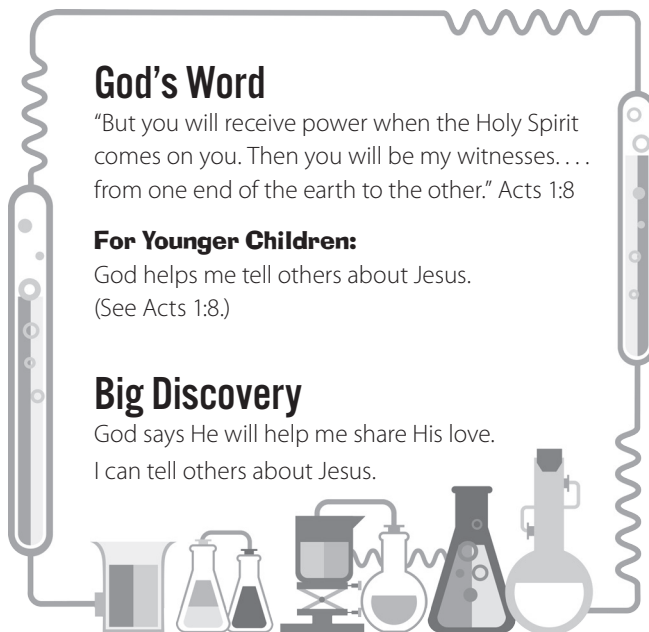 God's Word
“But you will receive power when the Holy Spirit
comes on you. Then you will be my witnesses. . . .
from one end of the earth to the other.” Acts 1:8
For Younger Children:
God helps me tell others about Jesus.
(See Acts 1:8.)
Big Discovery
God says He will help me share His love.
I can tell others about Jesus.